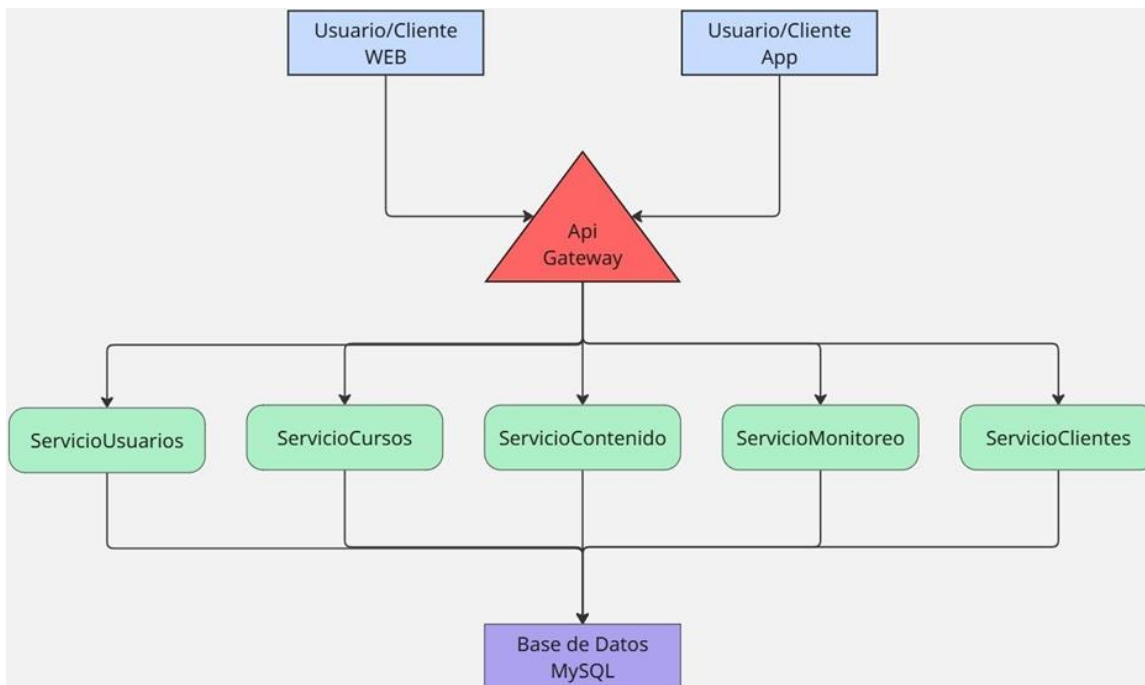 Usuario/Cliente
WEB
Usuario/Cliente
App
Api
Gateway
ServicioUsuarios
ServicioCursos
ServicioContenido
ServicioMonitoreo
ServicioClientes
Base de Datos
MySQL